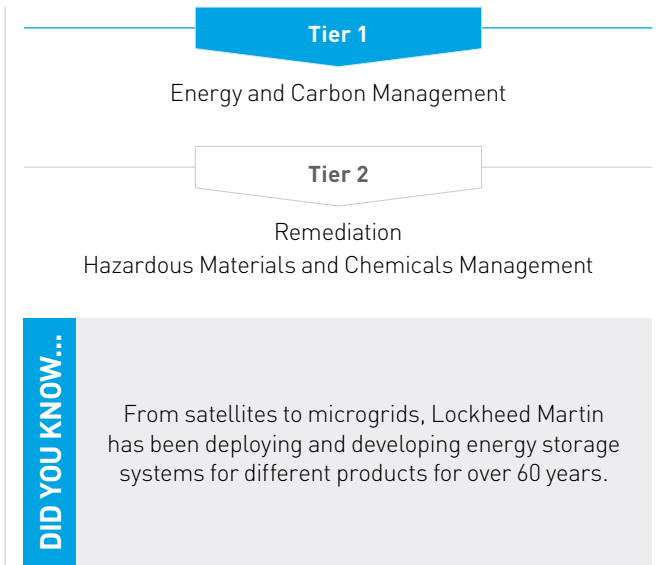 Tier 1
Energy and Carbon Management
Tier 2
Remediation
Hazardous Materials and Chemicals Management
DID YOU KNOW...
From satellites to microgrids, Lockheed Martin
has been deploying and developing energy storage
systems for different products for over 60 years.